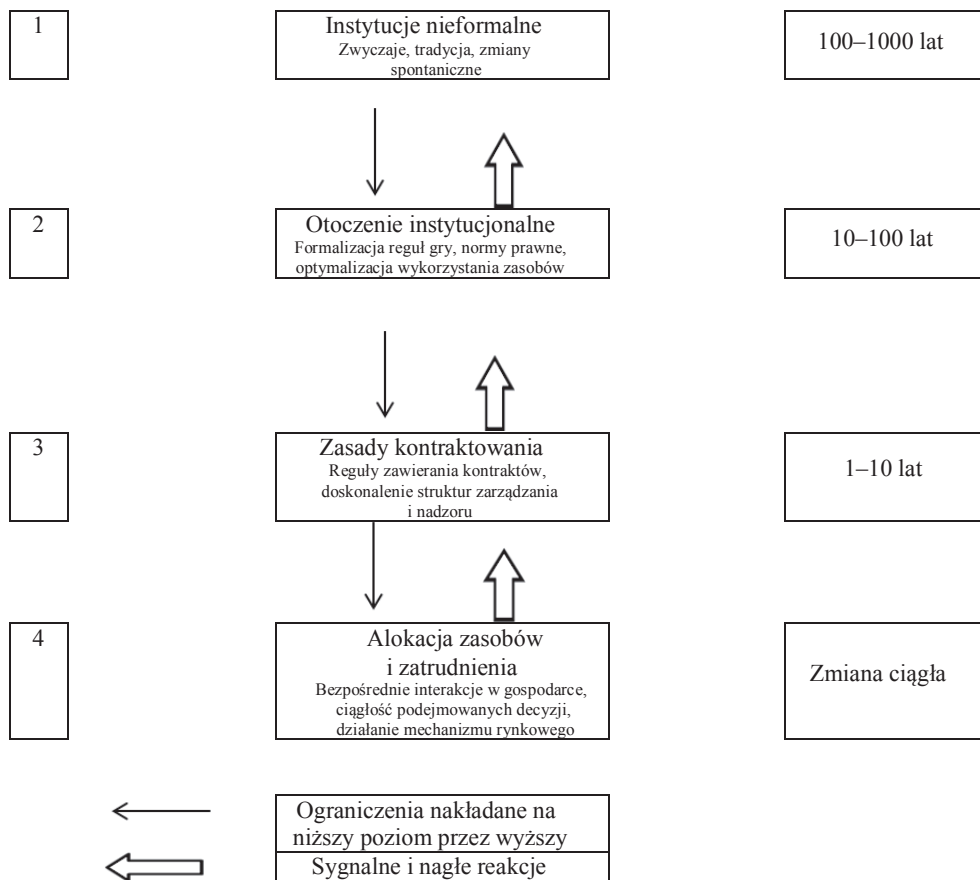 1
Instytucje nieformalne
Zwyczaje, tradycja, zmiany
spontaniczne
100–1000 lat
2
Otoczenie instytucjonalne
Formalizacja reguł gry, normy prawne,
optymalizacja wykorzystania zasobów
10–100 lat
3
Zasady kontraktowania
Reguły zawierania kontraktów,
doskonalenie struktur zarządzania
i nadzoru
1–10 lat
4
Alokacja zasobów
i zatrudnienia
Bezpośrednie interakcje w gospodarce,
ciągłość podejmowanych decyzji,
działanie mechanizmu rynkowego
Zmiana ciągła
Ograniczenia nakładane na
niższy poziom przez wyższy
Sygnalne i nagłe reakcje